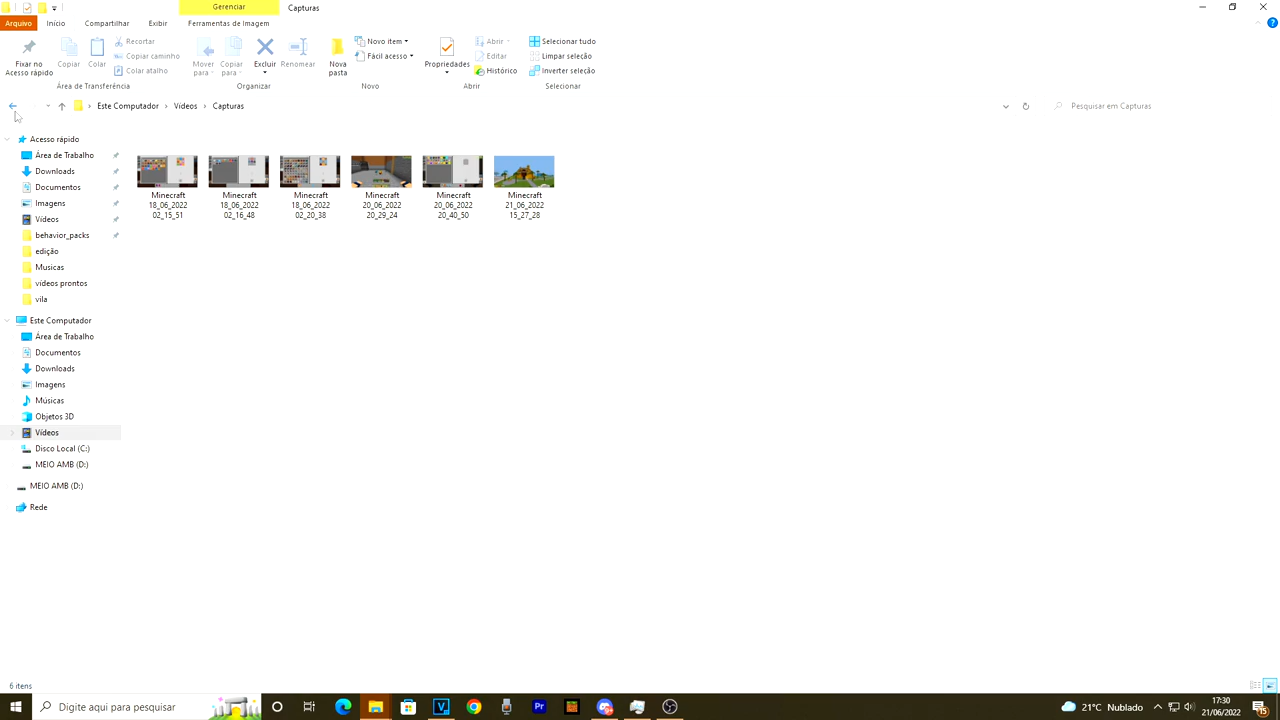 Gerenciar
Capturas
Arquivo
Início
Compartilhar
Exibir
Ferramentas de Imagem
Fixar no
Acesso rápido
Copiar
Colar
Recortar
Copiar caminho
Colar atalho
Área de Transferência
Mover
para
Copiar
para
Excluir
Renomear
Organizar
Nova
pasta
Novo item
Fácil acesso
Novo
Propriedades
Abrir
Editar
Histórico
Abrir
Selecionar tudo
Limpar seleção
Inverter seleção
Selecionar
Este Computador
Vídeos
Capturas
Pesquisar em Capturas
Acesso rápido
Área de Trabalho
Downloads
Documentos
Imagens
Vídeos
behavior_packs
edição
Musicas
vídeos prontos
vila
Este Computador
Área de Trabalho
Documentos
Downloads
Imagens
Músicas
Objetos 3D
Vídeos
Disco Local (C:)
MEIO AMB (D:)
MEIO AMB (D:)
Rede
Minecraft
18_06_2022
02_15_51
Minecraft
18_06_2022
02_16_48
Minecraft
18_06_2022
02_20_38
Minecraft
20_06_2022
20_29_24
Minecraft
20_06_2022
20_40_50
Minecraft
21_06_2022
15_27_28
6 itens
Digite aqui para pesquisar
V
Pr
21°C Nublado
17:30
21/06/2022
15